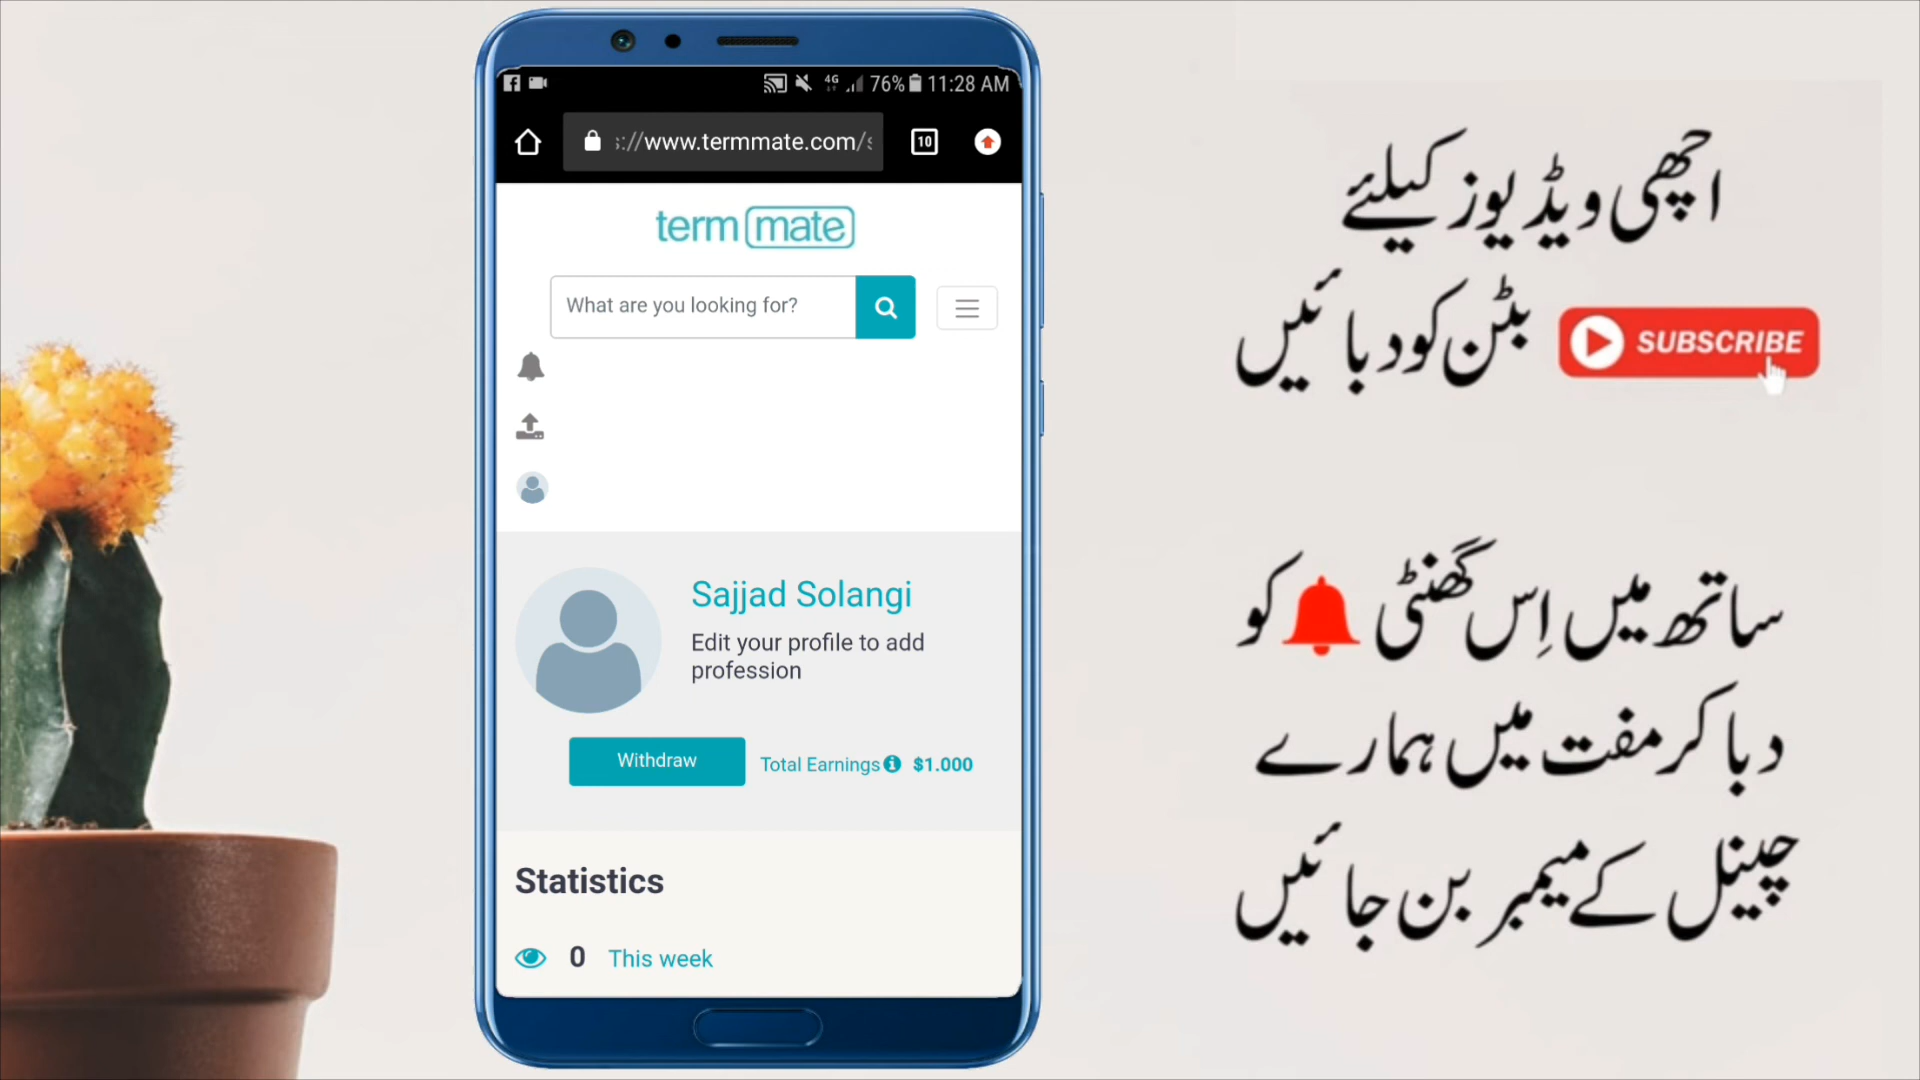 4G 76% 11:28 AM
://www.termmate.com/s
10
term mate
What are you looking for?
Sajjad Solangi
Edit your profile to add
profession
Withdraw
Total Earnings $1.000
Statistics
0 This week
اچھی ویڈیوز کیلئے
SUBSCRIBE بٹن کو دبائیں
ساتھ میں اِس گھنٹی کو
دبا کر مفت میں ہمارے
چینل کے میمبر بن جائیں